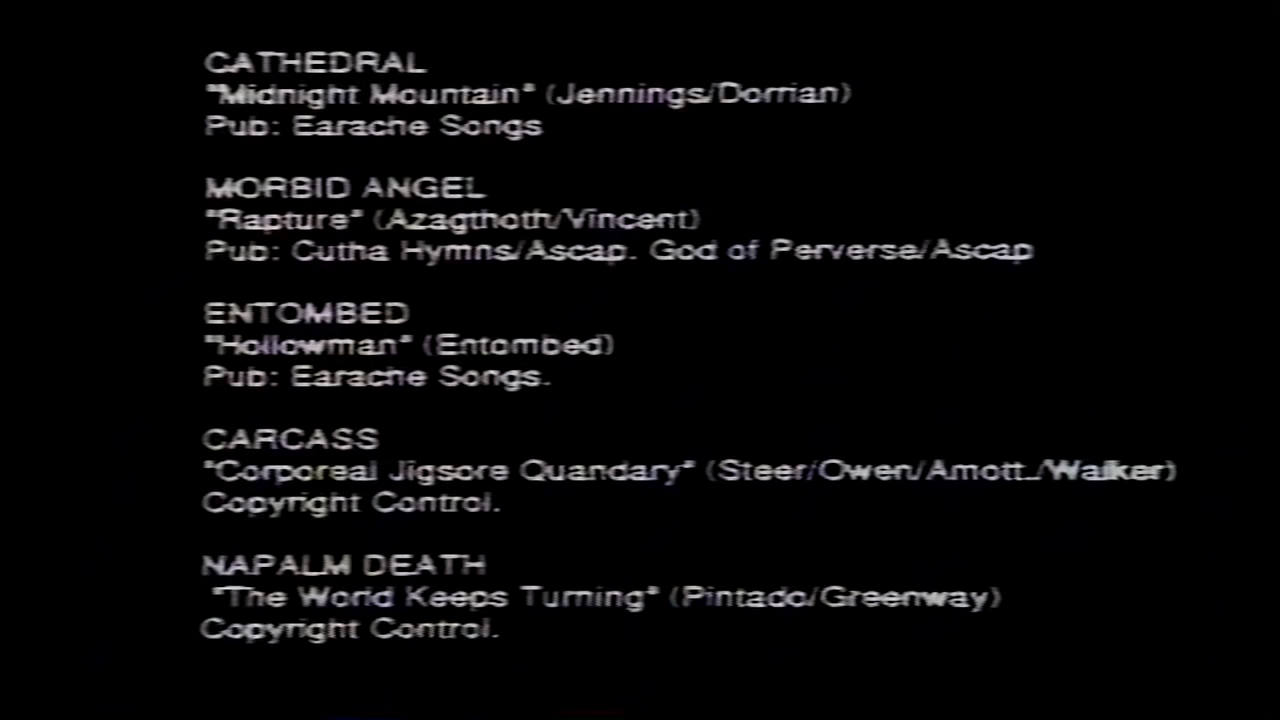 CATHEDRAL
"Midnight Mountain" (Jennings/Dorrian)
Pub: Earache Songs
MORBID ANGEL
"Rapture" (Azagthoth/Vincent)
Pub: Cutha Hymns/Ascap. God of Perverse/Ascap
ENTOMBED
"Hollowman" (Entombed)
Pub: Earache Songs.
CARCASS
"Corporeal Jigsore Quandary" (Steer/Owen/Amott./Walker)
Copyright Control.
NAPALM DEATH
"The World Keeps Turning" (Pintado/Greenway)
Copyright Control.